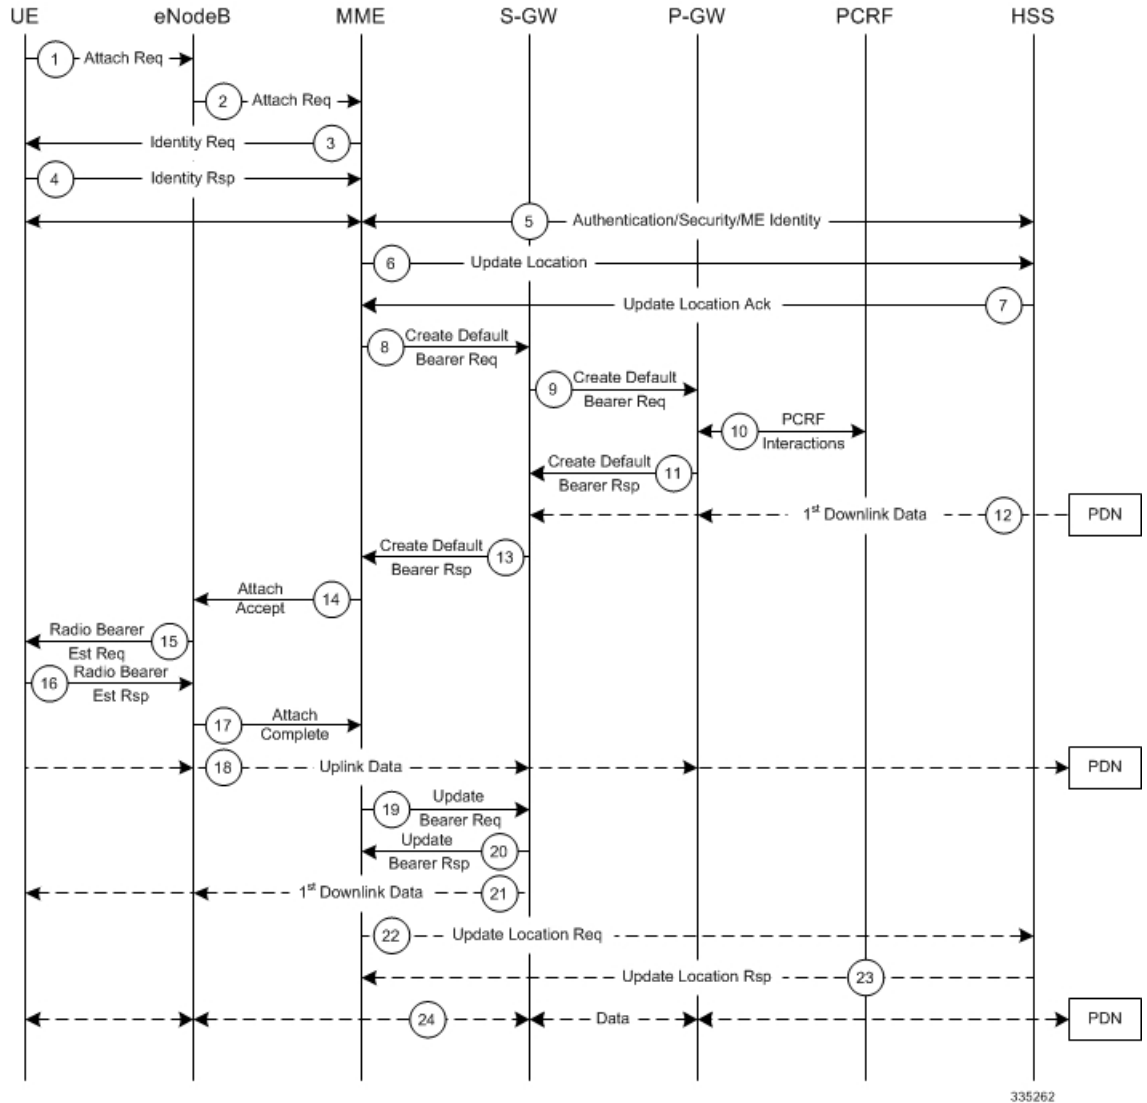 UE eNodeB MME S-GW P-GW PCRF HSS
1 Attach Req
2 Attach Req
Identity Req 3
4 Identity Rsp
5 Authentication/Security/ME Identity
6 Update Location
Update Location Ack 7
8 Create Default
Bearer Req
9 Create Default
Bearer Req
10 PCRF
Interactions
Create Default 11
Bearer Rsp
1st Downlink Data 12 PDN
Create Default 13
Bearer Rsp
Attach 14
Accept
Radio Bearer 15
Est Req
16 Radio Bearer
Est Rsp
17 Attach
Complete
18 Uplink Data PDN
19 Update
Bearer Req
Update 20
Bearer Rsp
1st Downlink Data 21
22 Update Location Req
Update Location Rsp 23
24 Data PDN
335262